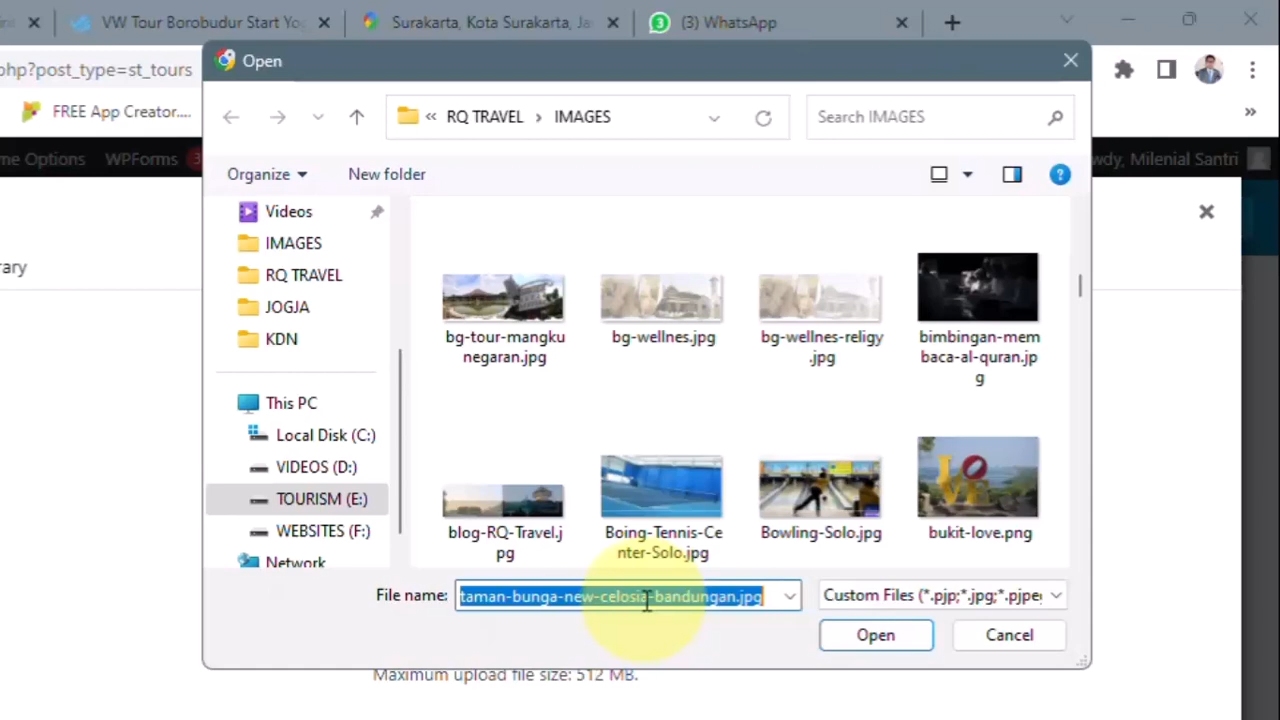 VW Tour Borobudur Start Yo
Surakarta, Kota Surakarta, Ja
(3) WhatsApp
php?post_type=st_tours
FREE App Creator....
»
me Options
WPForms
3
wdy, Milenial Santri
rary
Open
« RQ TRAVEL › IMAGES
Search IMAGES
Organize
New folder
Videos
IMAGES
RQ TRAVEL
JOGJA
KDN
This PC
Local Disk (C:)
VIDEOS (D:)
TOURISM (E:)
WEBSITES (F:)
Network
bg-tour-mangku
negaran.jpg
bg-wellnes.jpg
bg-wellnes-religy
.jpg
bimbingan-mem
baca-al-quran.jp
g
blog-RQ-Travel.j
pg
Boing-Tennis-Ce
nter-Solo.jpg
Bowling-Solo.jpg
bukit-love.png
File name:
taman-bunga-new-celosia-bandungan.jpg
Custom Files (*.pjp;*.jpg;*.pjpe
Open
Cancel
Maximum upload file size: 512 MB.